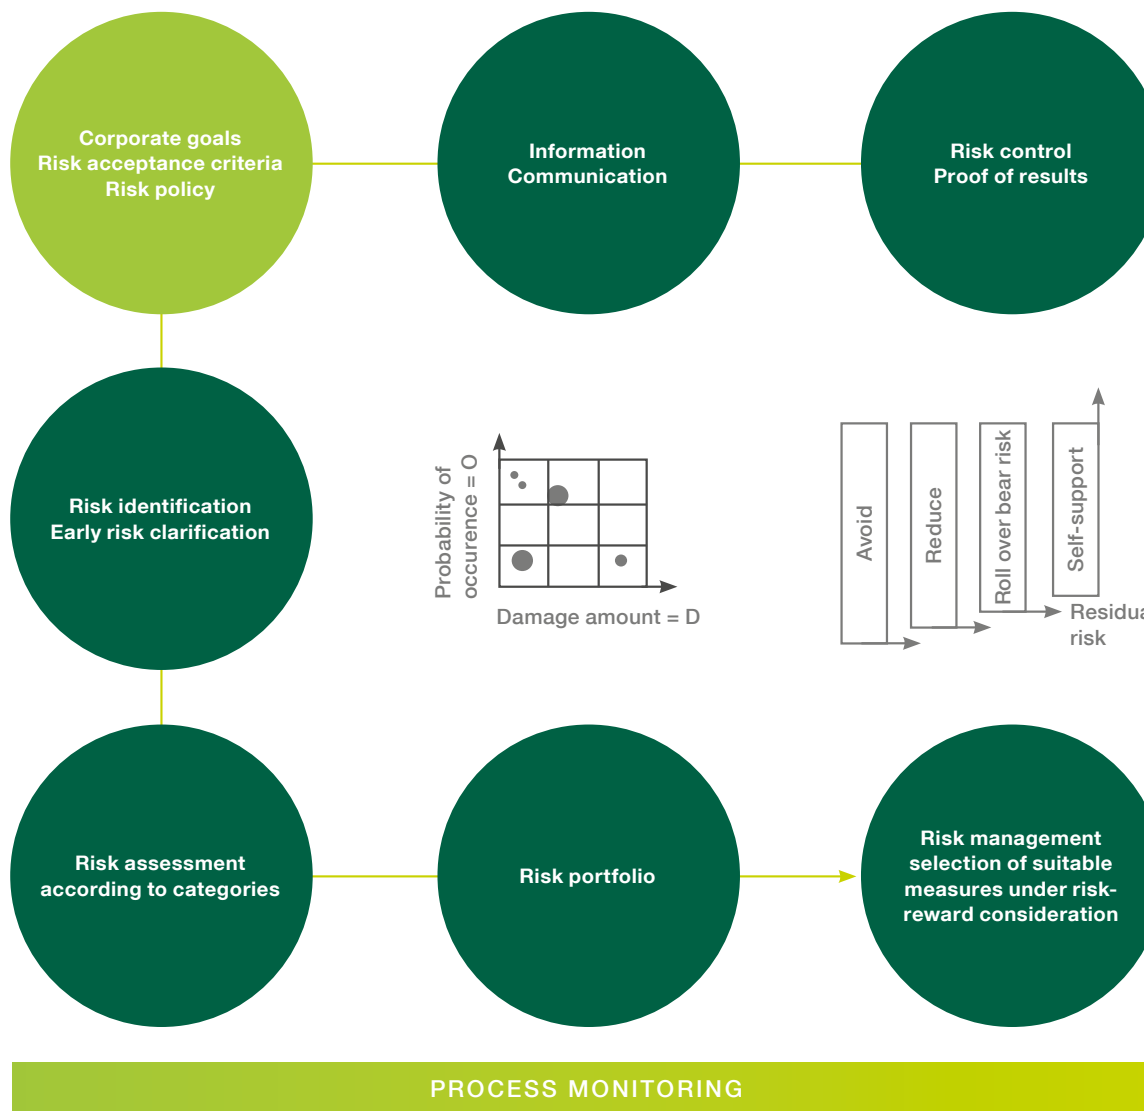 Corporate goals
Risk acceptance criteria
Risk policy
Information
Communication
Risk control
Proof of results
Risk identification
Early risk clarification
Probability of
occurence = O
Damage amount = D
Avoid
Reduce
Roll over bear risk
Self-support
Residua
risk
Risk assessment
according to categories
Risk portfolio
Risk management
selection of suitable
measures under risk-
reward consideration
PROCESS MONITORING